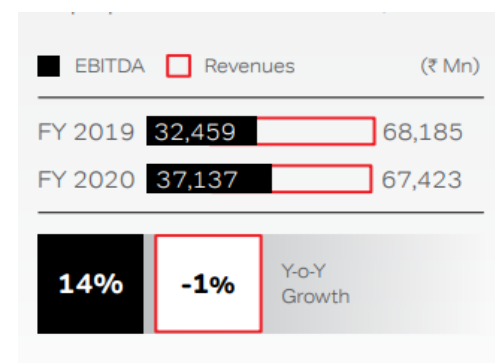 EBITDA Revenues (₹ Mn)
FY 2019 32,459 68,185
FY 2020 37,137 67,423
14% -1% Y-o-Y
Growth